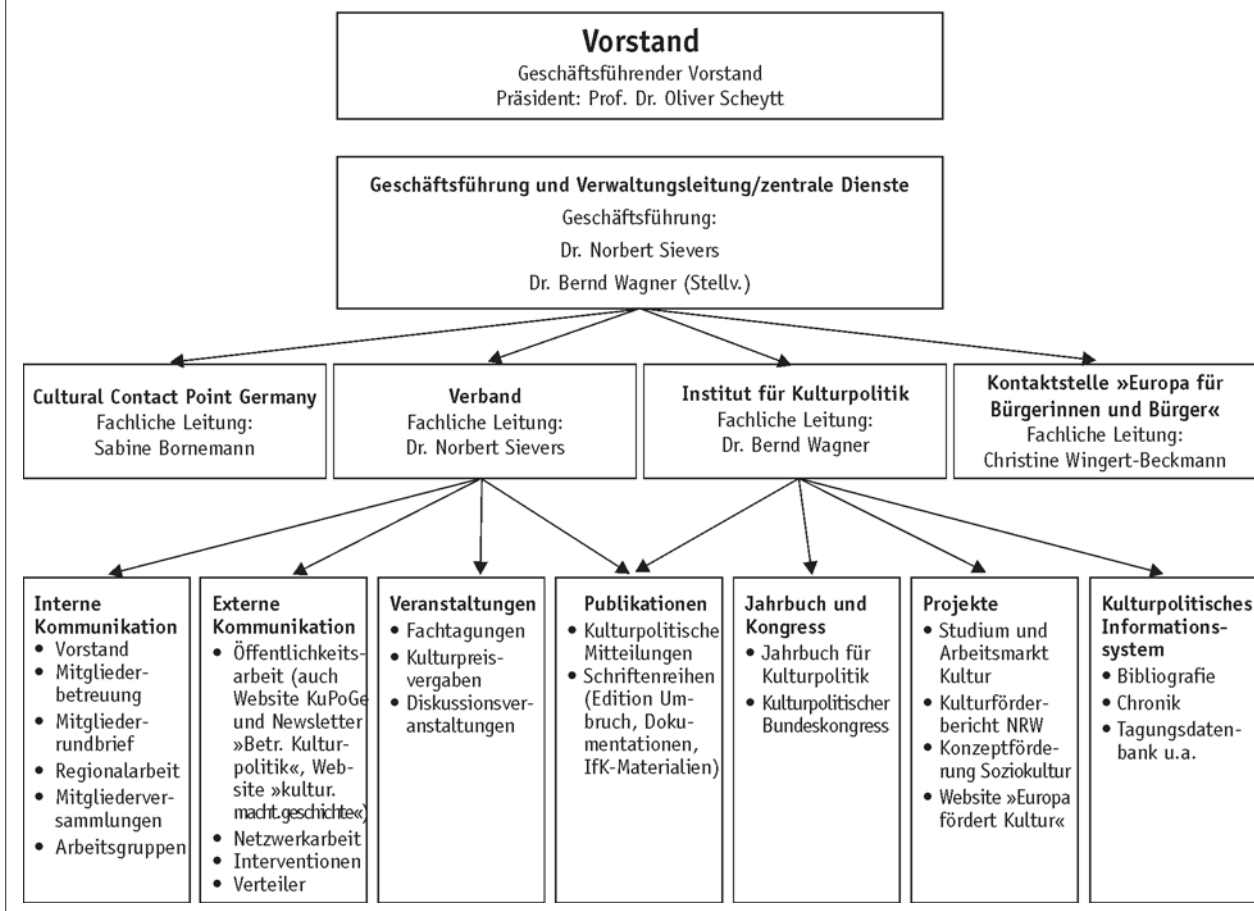 Vorstand
Geschäftsführender Vorstand
Präsident: Prof. Dr. Oliver Scheytt
Geschäftsführung und Verwaltungsleitung/zentrale Dienste
Geschäftsführung:
Dr. Norbert Sievers
Dr. Bernd Wagner (Stellv.)
Cultural Contact Point Germany
Fachliche Leitung:
Sabine Bornemann
Verband
Fachliche Leitung:
Dr. Norbert Sievers
Institut für Kulturpolitik
Fachliche Leitung:
Dr. Bernd Wagner
Kontaktstelle »Europa für
Bürgerinnen und Bürger«
Fachliche Leitung:
Christine Wingert-Beckmann
Interne
Kommunikation
• Vorstand
• Mitglieder-
betreuung
• Mitglieder-
rundbrief
• Regionalarbeit
• Mitgliederver-
sammlungen
• Arbeitsgruppen
Externe
Kommunikation
• Öffentlichkeits-
arbeit (auch
Website KuPoGe
und Newsletter
»Betr. Kultur-
politik«, Web-
site »kultur.
macht.geschichte«)
• Netzwerkarbeit
• Interventionen
• Verteiler
Veranstaltungen
• Fachtagungen
• Kulturpreis-
vergaben
• Diskussionsver-
anstaltungen
Publikationen
• Kulturpolitische
Mitteilungen
• Schriftenreihen
(Edition Um-
bruch, Doku-
mentationen,
IfK-Materialien)
Jahrbuch und
Kongress
• Jahrbuch für
Kulturpolitik
• Kulturpolitischer
Bundeskongress
Projekte
• Studium und
Arbeitsmarkt
Kultur
• Kulturförder-
bericht NRW
• Konzeptförde-
rung Soziokultur
• Website »Europa
fördert Kultur«
Kulturpolitisches
Informations-
system
• Bibliografie
• Chronik
• Tagungsdaten-
bank u.a.